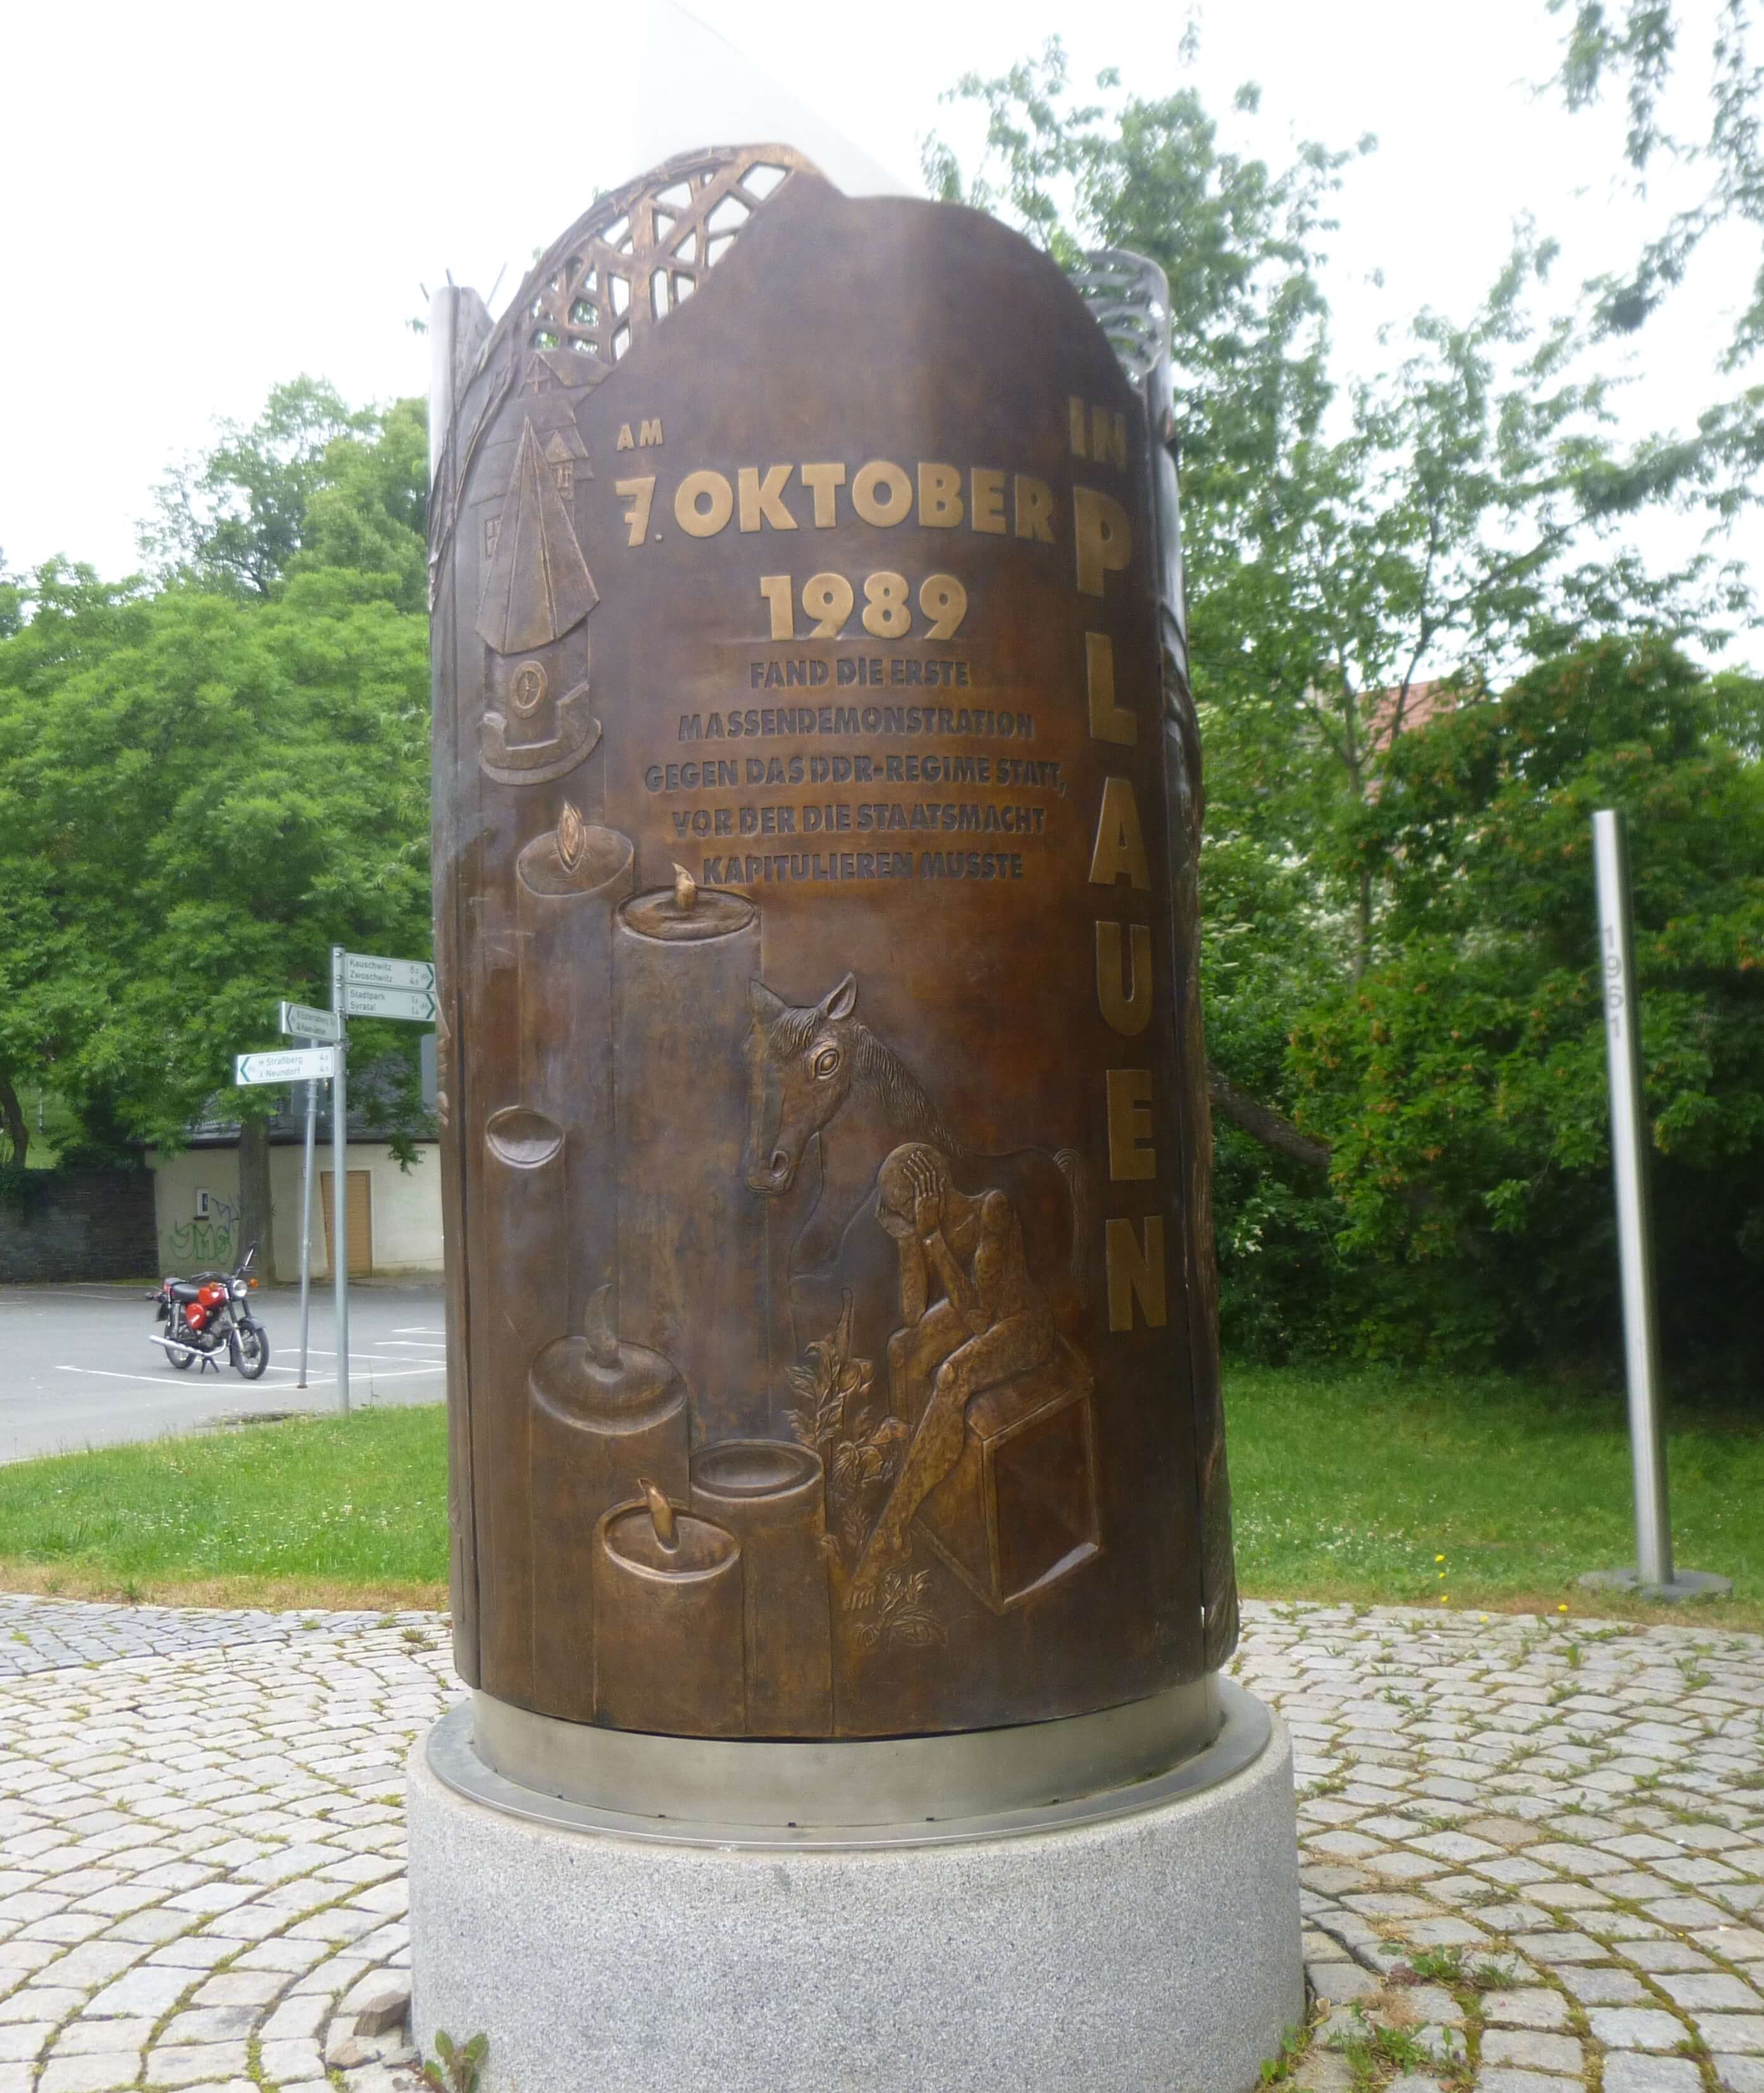 AM
7. OKTOBER
1989
FAND DIE ERSTE
MASSENDEMONSTRATION
GEGEN DAS DDR-REGIME STATT,
VOR DER DIE STAATSMACHT
KAPITULIEREN MUSSTE
IN
PLAUEN
Kauschwitz
Zwoschwitz
Stadtpark
Syratal
Straßberg
Neundorf
1961